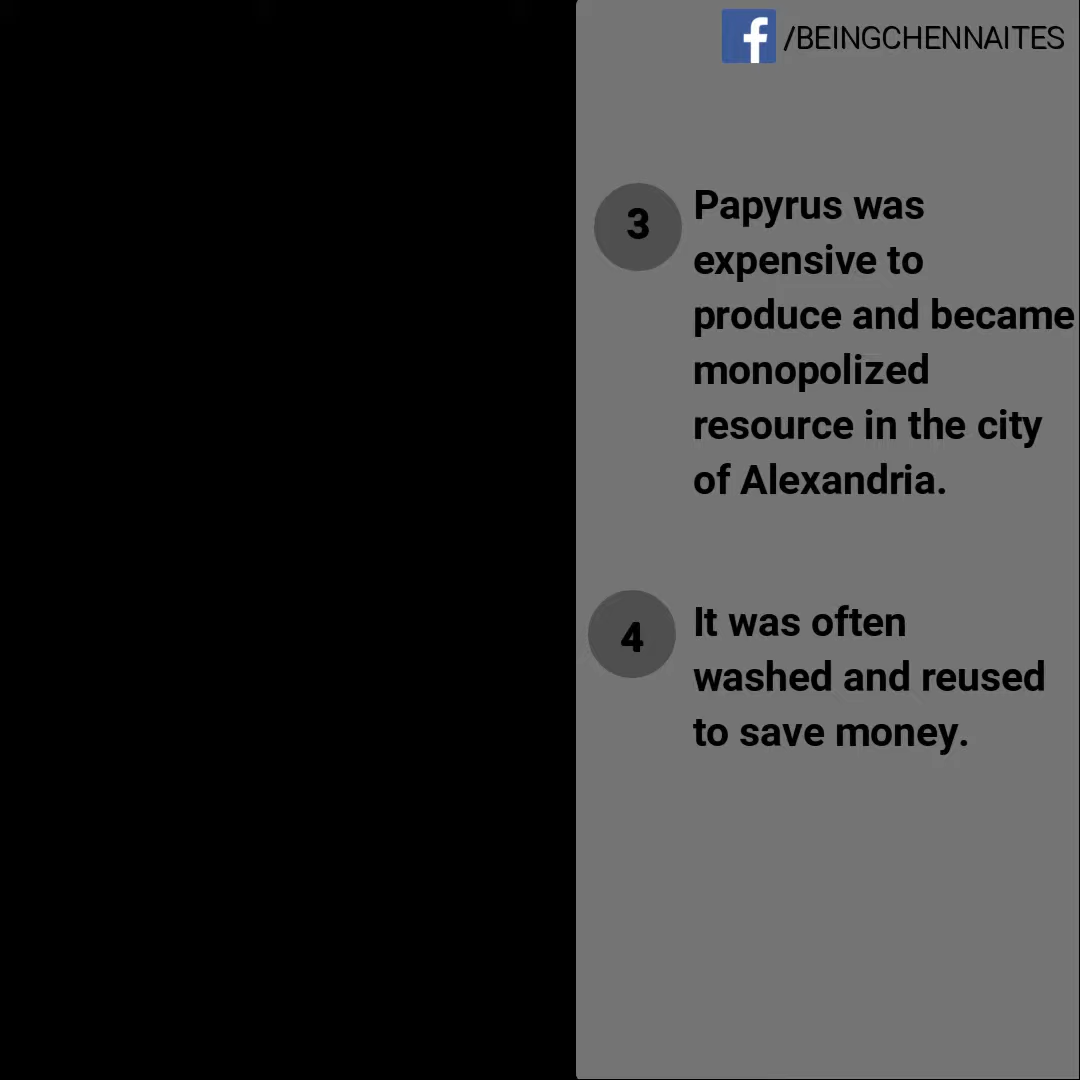 /BEINGCHENNAITES
3
Papyrus was
expensive to
produce and became
monopolized
resource in the city
of Alexandria.
4
It was often
washed and reused
to save money.